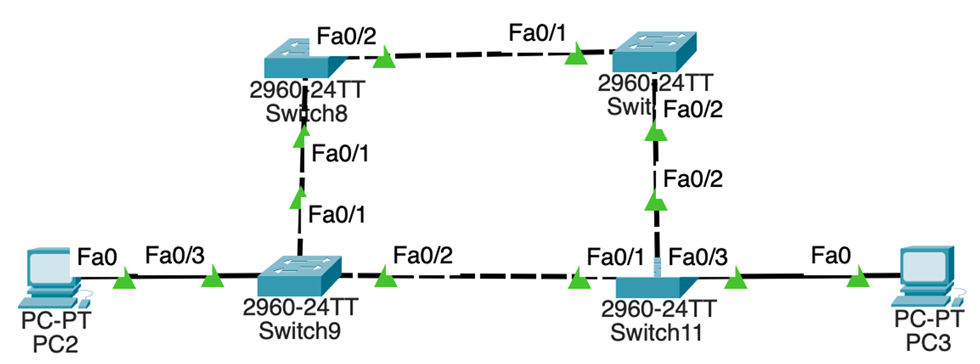 Fa0/2
Fa0/1
2960-24TT
Switch8
2960-24TT
Swit
Fa0/2
Fa0/1
Fa0/2
Fa0/1
Fa0
Fa0/3
Fa0/2
Fa0/1
Fa0/3
Fa0
PC-PT
PC2
2960-24TT
Switch9
2960-24TT
Switch11
PC-PT
PC3